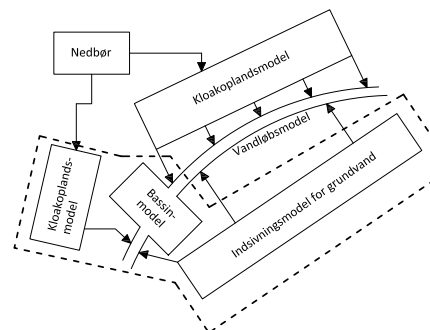 Nedbør
Kloakoplandsmodel
Vandløbsmodel
Kloakoplands-
model
Bassin-
model
Indsivningsmodel for grundvand